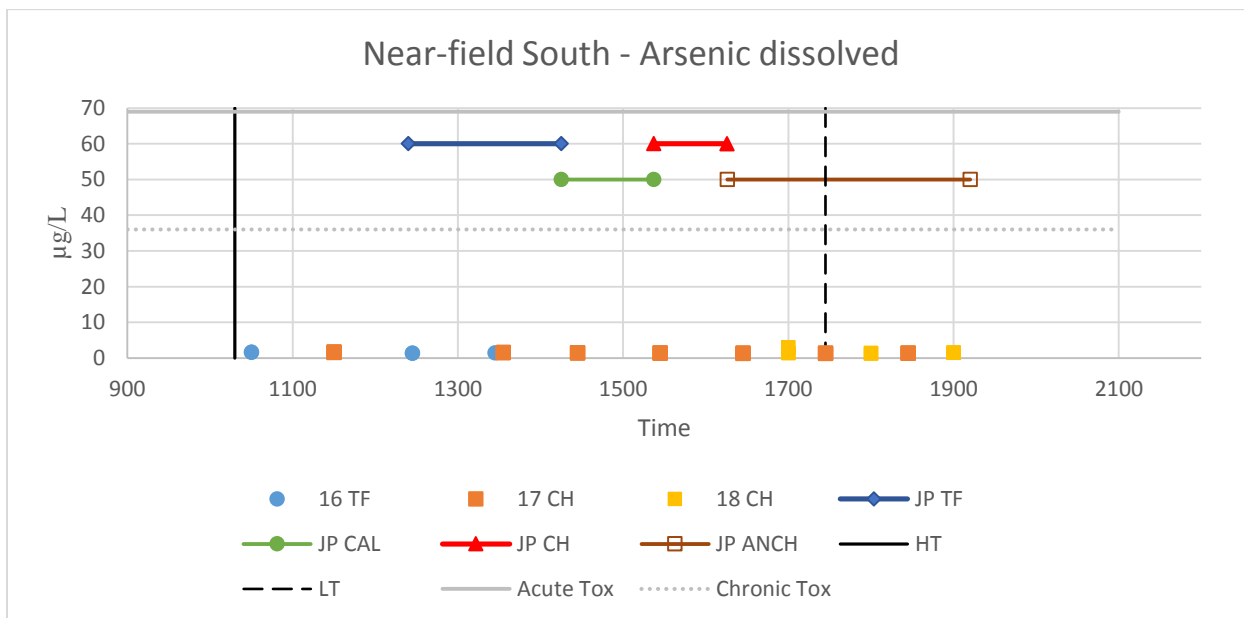 Near-field South - Arsenic dissolved
70
60
50
40
30
20
10
0
µg/L
900 1100 1300 1500 1700 1900 2100
Time
16 TF 17 CH 18 CH JP TF
JP CAL JP CH JP ANCH HT
LT Acute Tox Chronic Tox